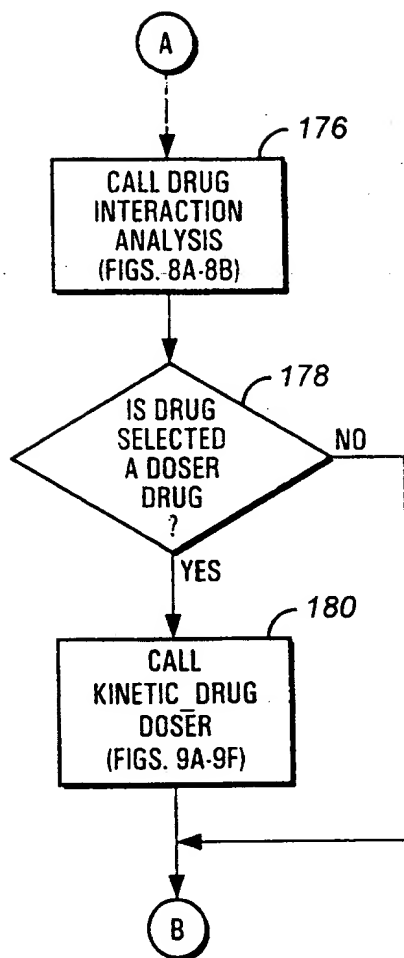 A
176
CALL DRUG
INTERACTION
ANALYSIS
(FIGS. 8A-8B)
178
IS DRUG
SELECTED
A DOSER
DRUG
?
NO
YES
180
CALL
KINETIC_DRUG
DOSER
(FIGS. 9A-9F)
B